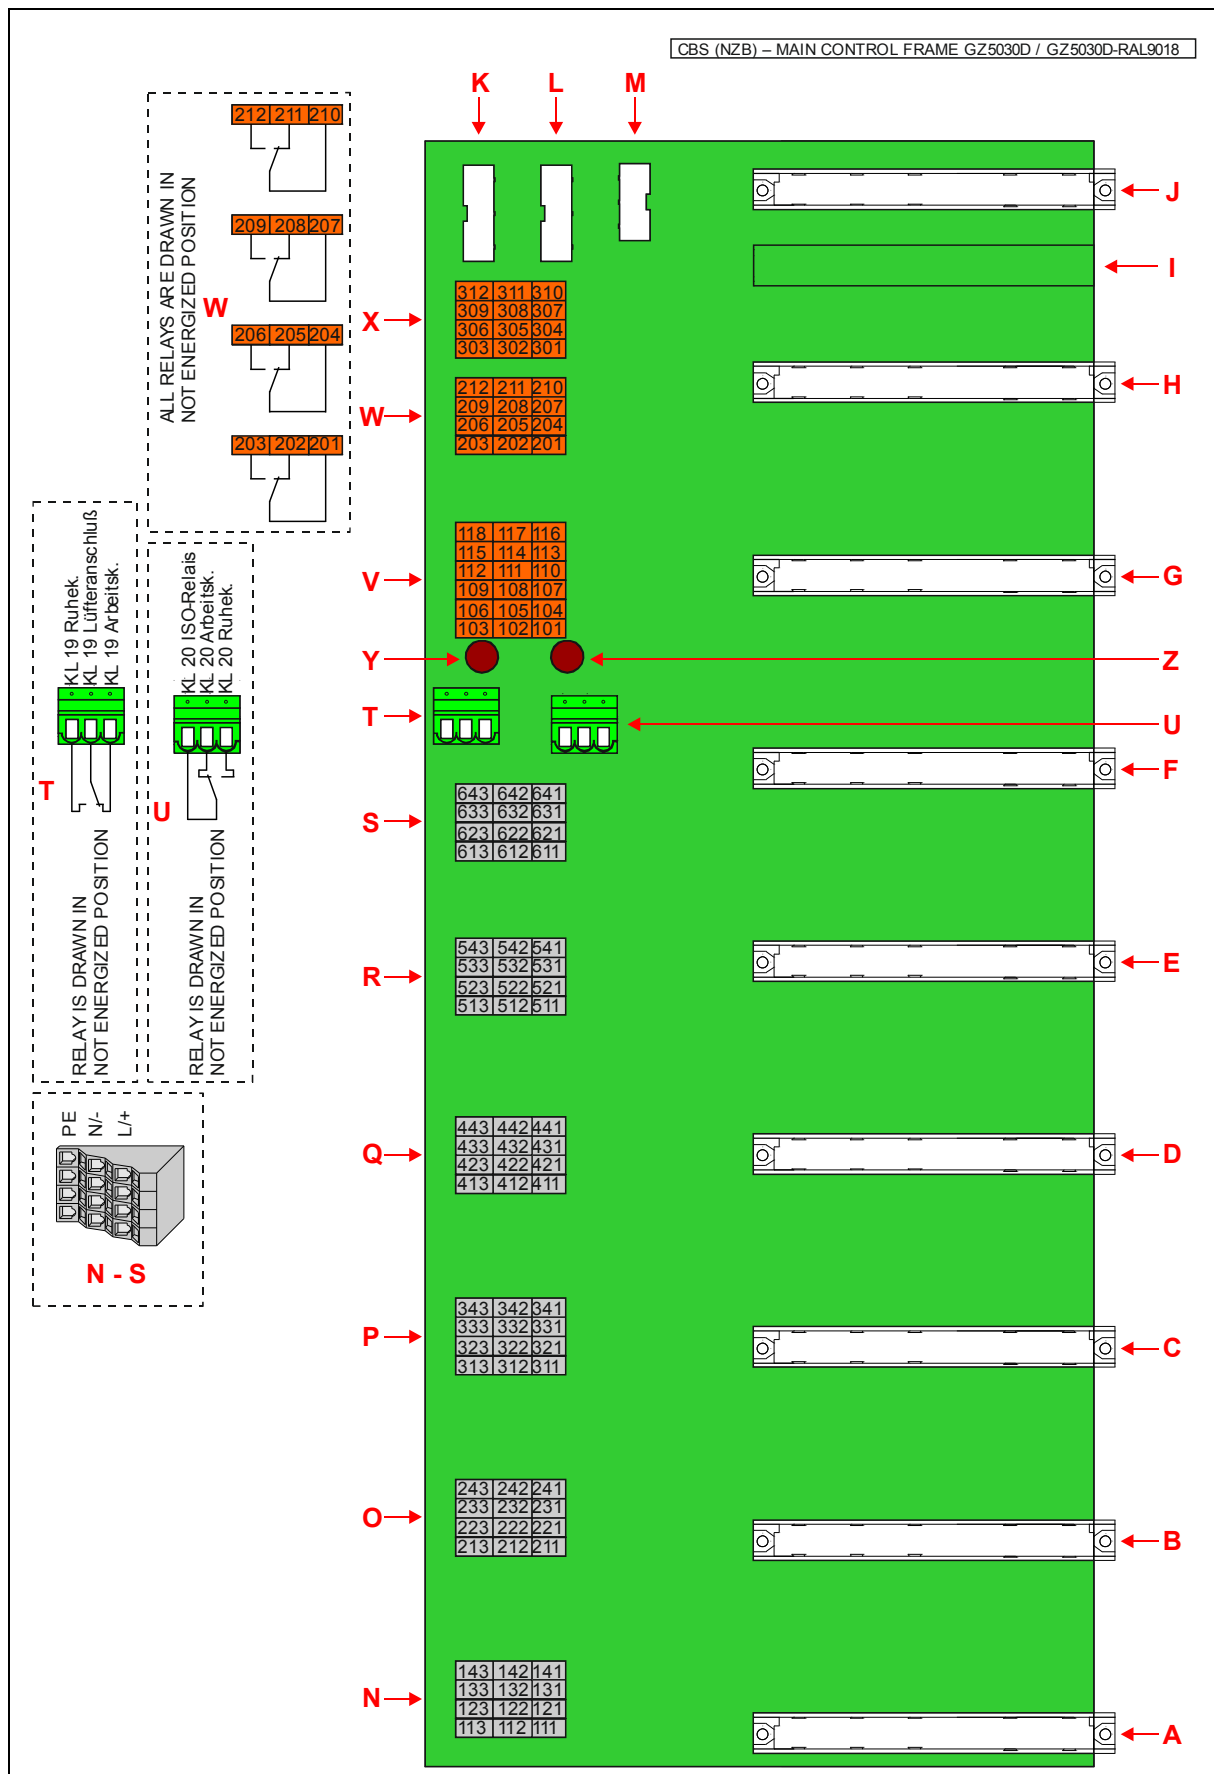 CBS (NZB) – MAIN CONTROL FRAME GZ5030D / GZ5030D-RAL9018
K L M
212 211 210
209 208 207
206 205 204
203 202 201
ALL RELAYS ARE DRAWN IN
NOT ENERGIZED POSITION
W
J
I
312 311 310
309 308 307
306 305 304
303 302 301
X
H
212 211 210
209 208 207
206 205 204
203 202 201
W
118 117 116
115 114 113
112 111 110
109 108 107
106 105 104
103 102 101
V
G
Y
Z
T
U
F
KL 19 Ruhek.
KL 19 Lüfteranschluß
KL 19 Arbeitsk.
T
RELAY IS DRAWN IN
NOT ENERGIZED POSITION
KL 20 ISO-Relais
KL 20 Arbeitsk.
KL 20 Ruhek.
U
RELAY IS DRAWN IN
NOT ENERGIZED POSITION
643 642 641
633 632 631
623 622 621
613 612 611
S
543 542 541
533 532 531
523 522 521
513 512 511
R
E
PE
N/-
L/+
N - S
443 442 441
433 432 431
423 422 421
413 412 411
Q
D
343 342 341
333 332 331
323 322 321
313 312 311
P
C
243 242 241
233 232 231
223 222 221
213 212 211
O
B
143 142 141
133 132 131
123 122 121
113 112 111
N
A